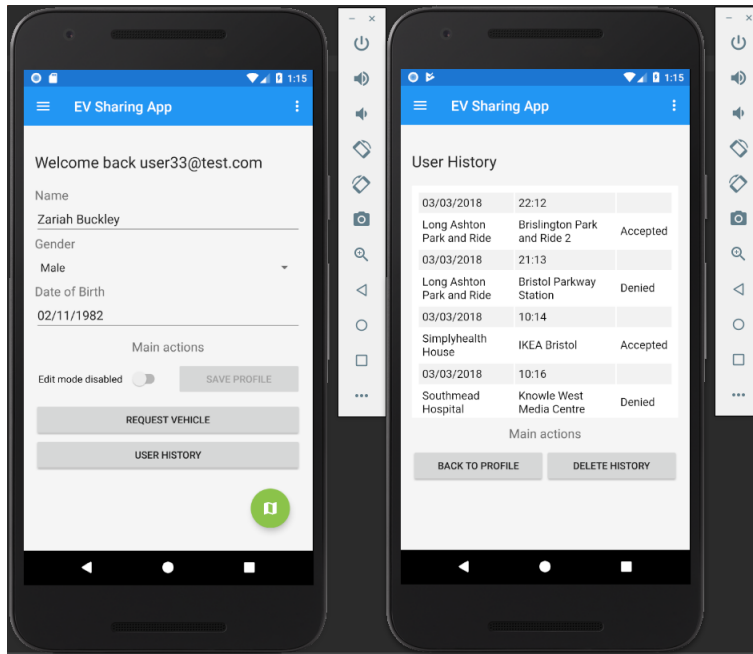 1:15
EV Sharing App
Welcome back user33@test.com
Name
Zariah Buckley
Gender
Male
Date of Birth
02/11/1982
Main actions
Edit mode disabled
SAVE PROFILE
REQUEST VEHICLE
USER HISTORY
1:15
EV Sharing App
User History
03/03/2018 22:12
Long Ashton Brislington Park
Park and Ride and Ride 2 Accepted
03/03/2018 21:13
Long Ashton Bristol Parkway
Park and Ride Station Denied
03/03/2018 10:14
Simplyhealth
House IKEA Bristol Accepted
03/03/2018 10:16
Southmead Knowle West
Hospital Media Centre Denied
Main actions
BACK TO PROFILE DELETE HISTORY